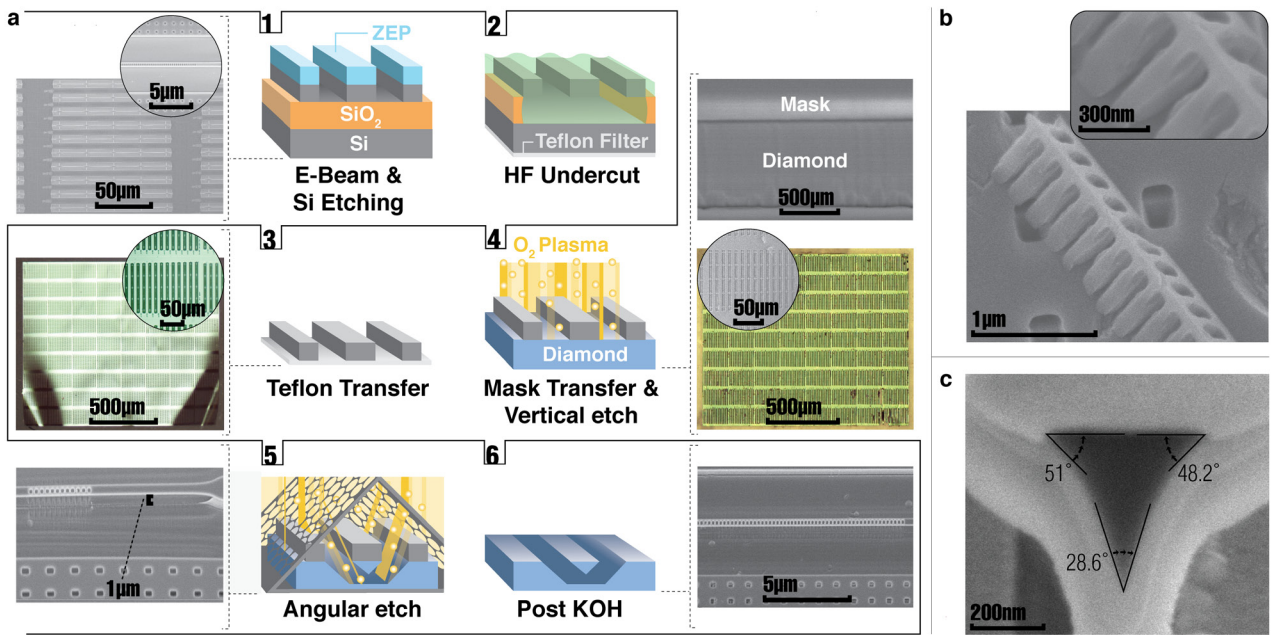 a
5µm
50µm
1
ZEP
SiO2
Si
E-Beam &
Si Etching
2
Teflon Filter
HF Undercut
Mask
Diamond
500µm
50µm
500µm
3
Teflon Transfer
4
O2 Plasma
Diamond
Mask Transfer &
Vertical etch
50µm
500µm
1µm
5
Angular etch
6
Post KOH
5µm
b
300nm
1µm
c
51°
48.2°
28.6°
200nm